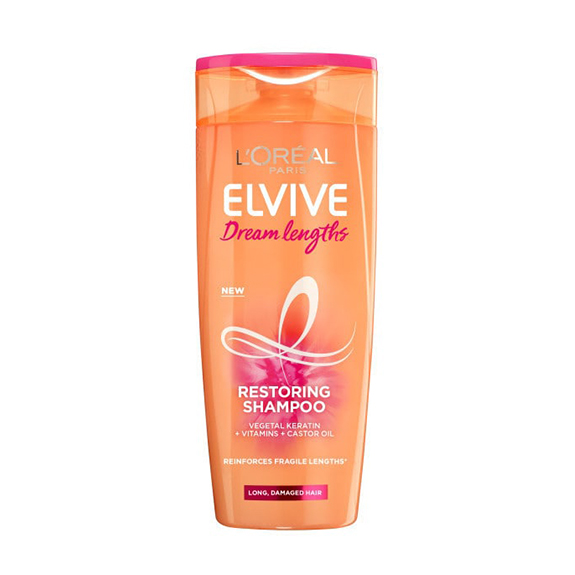 L'ORÉAL
PARIS
ELVIVE
Dream lengths
NEW
RESTORING
SHAMPOO
VEGETAL KERATIN
+ VITAMINS + CASTOR OIL
REINFORCES FRAGILE LENGTHS*
LONG, DAMAGED HAIR